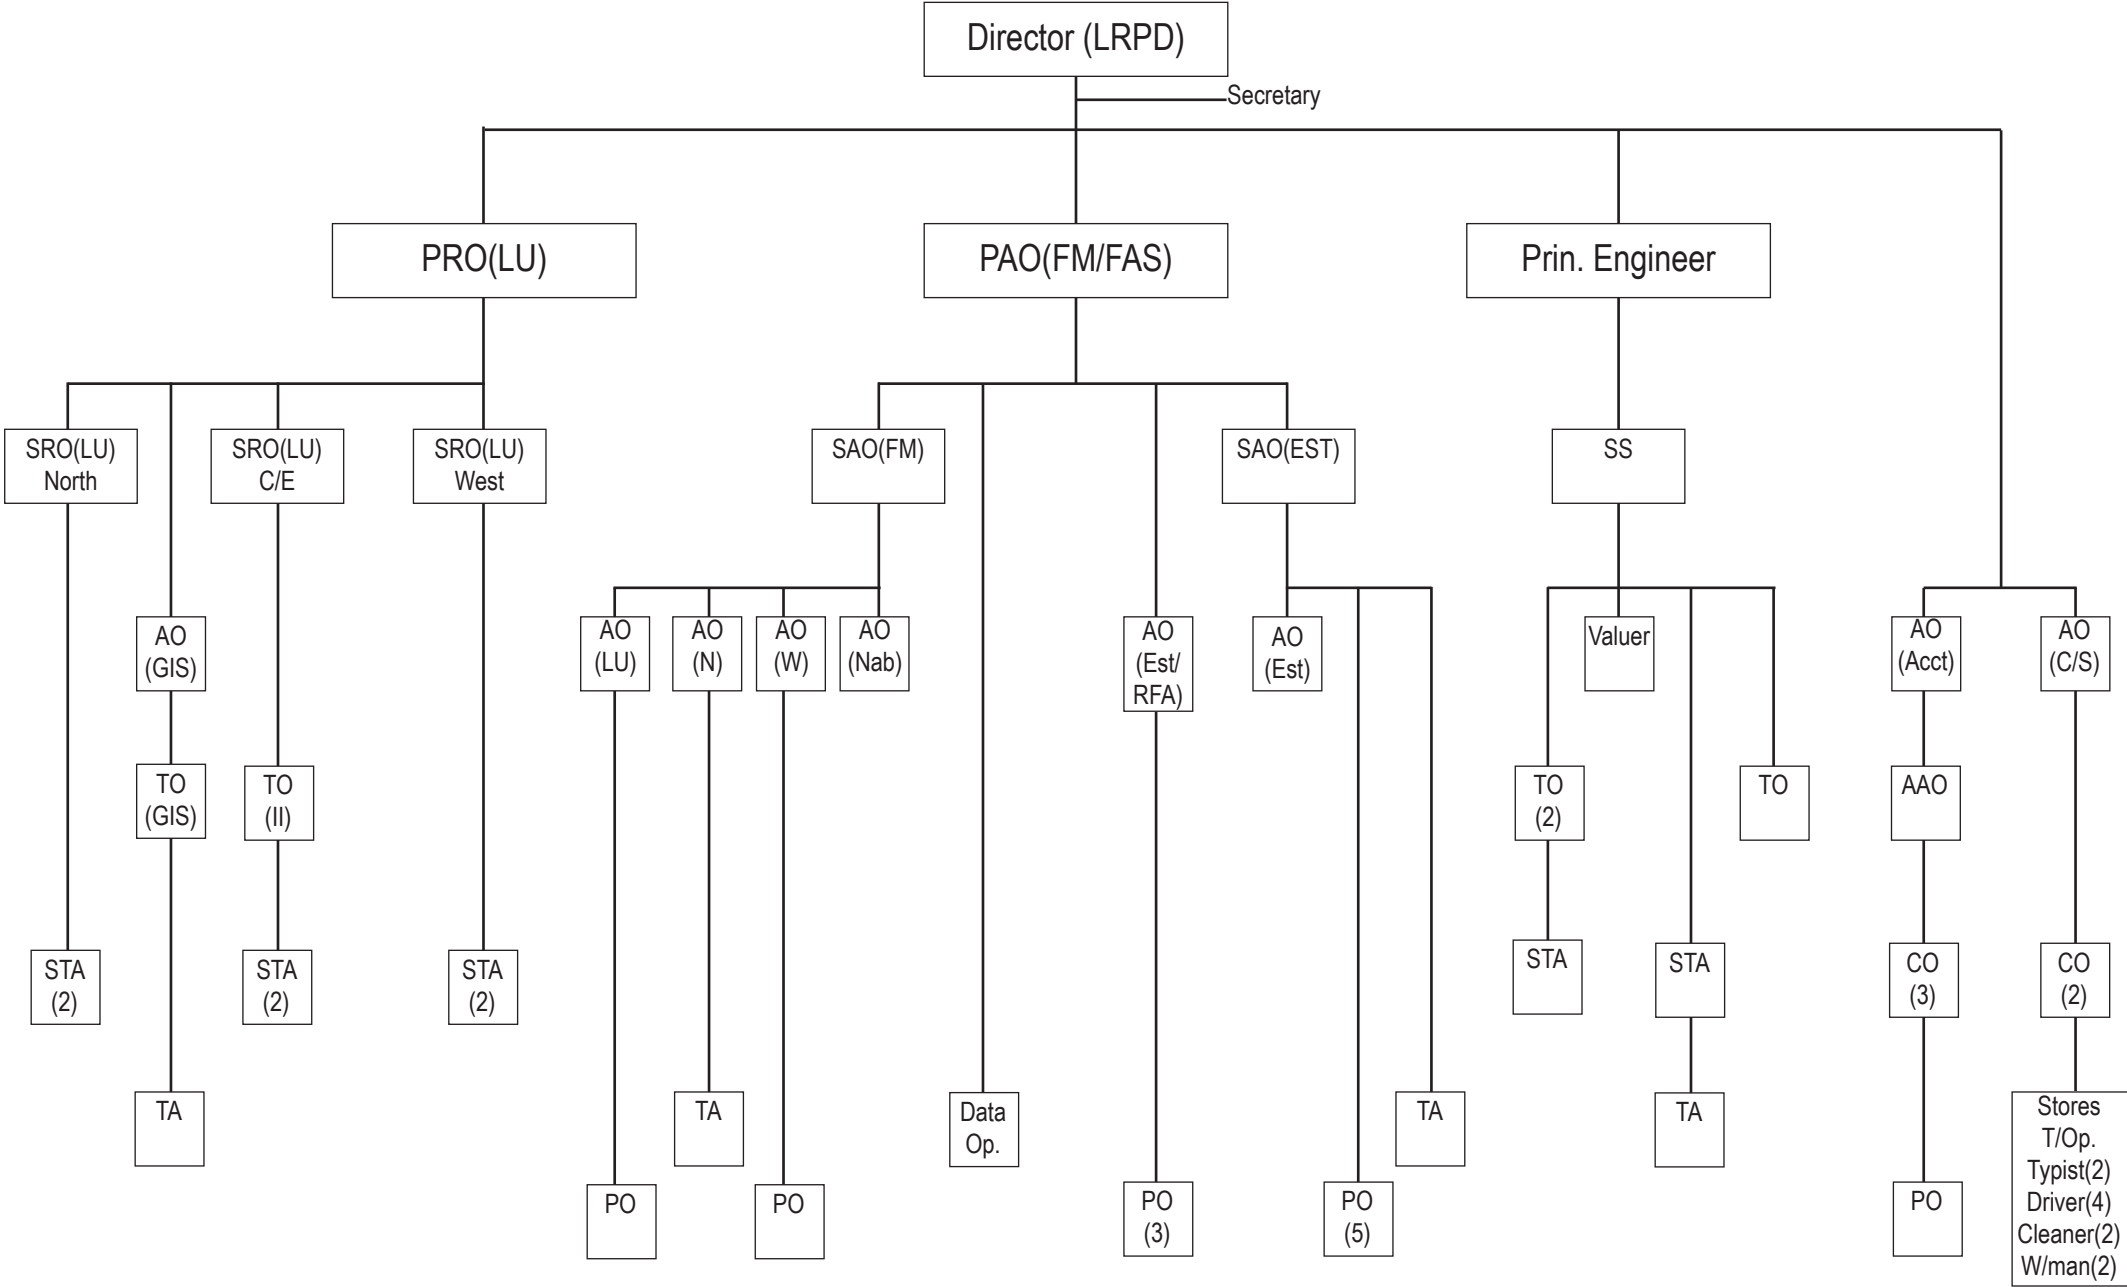 Director (LRPD)
Secretary
PRO(LU)
PAO(FM/FAS)
Prin. Engineer
SRO(LU)
North
SRO(LU)
C/E
SRO(LU)
West
SAO(FM)
SAO(EST)
SS
AO
(GIS)
AO
(LU)
AO
(N)
AO
(W)
AO
(Nab)
AO
(Est/
RFA)
AO
(Est)
Valuer
AO
(Acct)
AO
(C/S)
TO
(GIS)
TO
(II)
TO
(2)
TO
AAO
STA
(2)
STA
(2)
STA
(2)
STA
STA
CO
(3)
CO
(2)
TA
TA
Data
Op.
TA
TA
Stores
T/Op.
Typist(2)
Driver(4)
Cleaner(2)
W/man(2)
PO
PO
PO
(3)
PO
(5)
PO